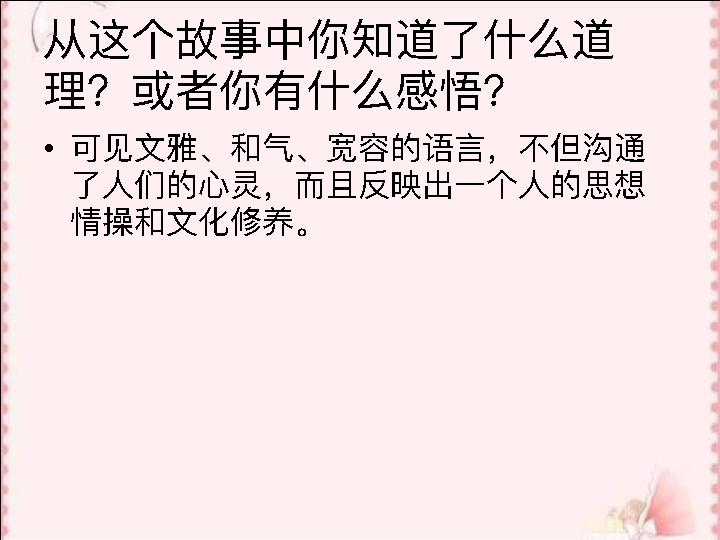 从这个故事中你知道了什么道
理？或者你有什么感悟？
• 可见文雅、和气、宽容的语言，不但沟通
了人们的心灵，而且反映出一个人的思想
情操和文化修养。